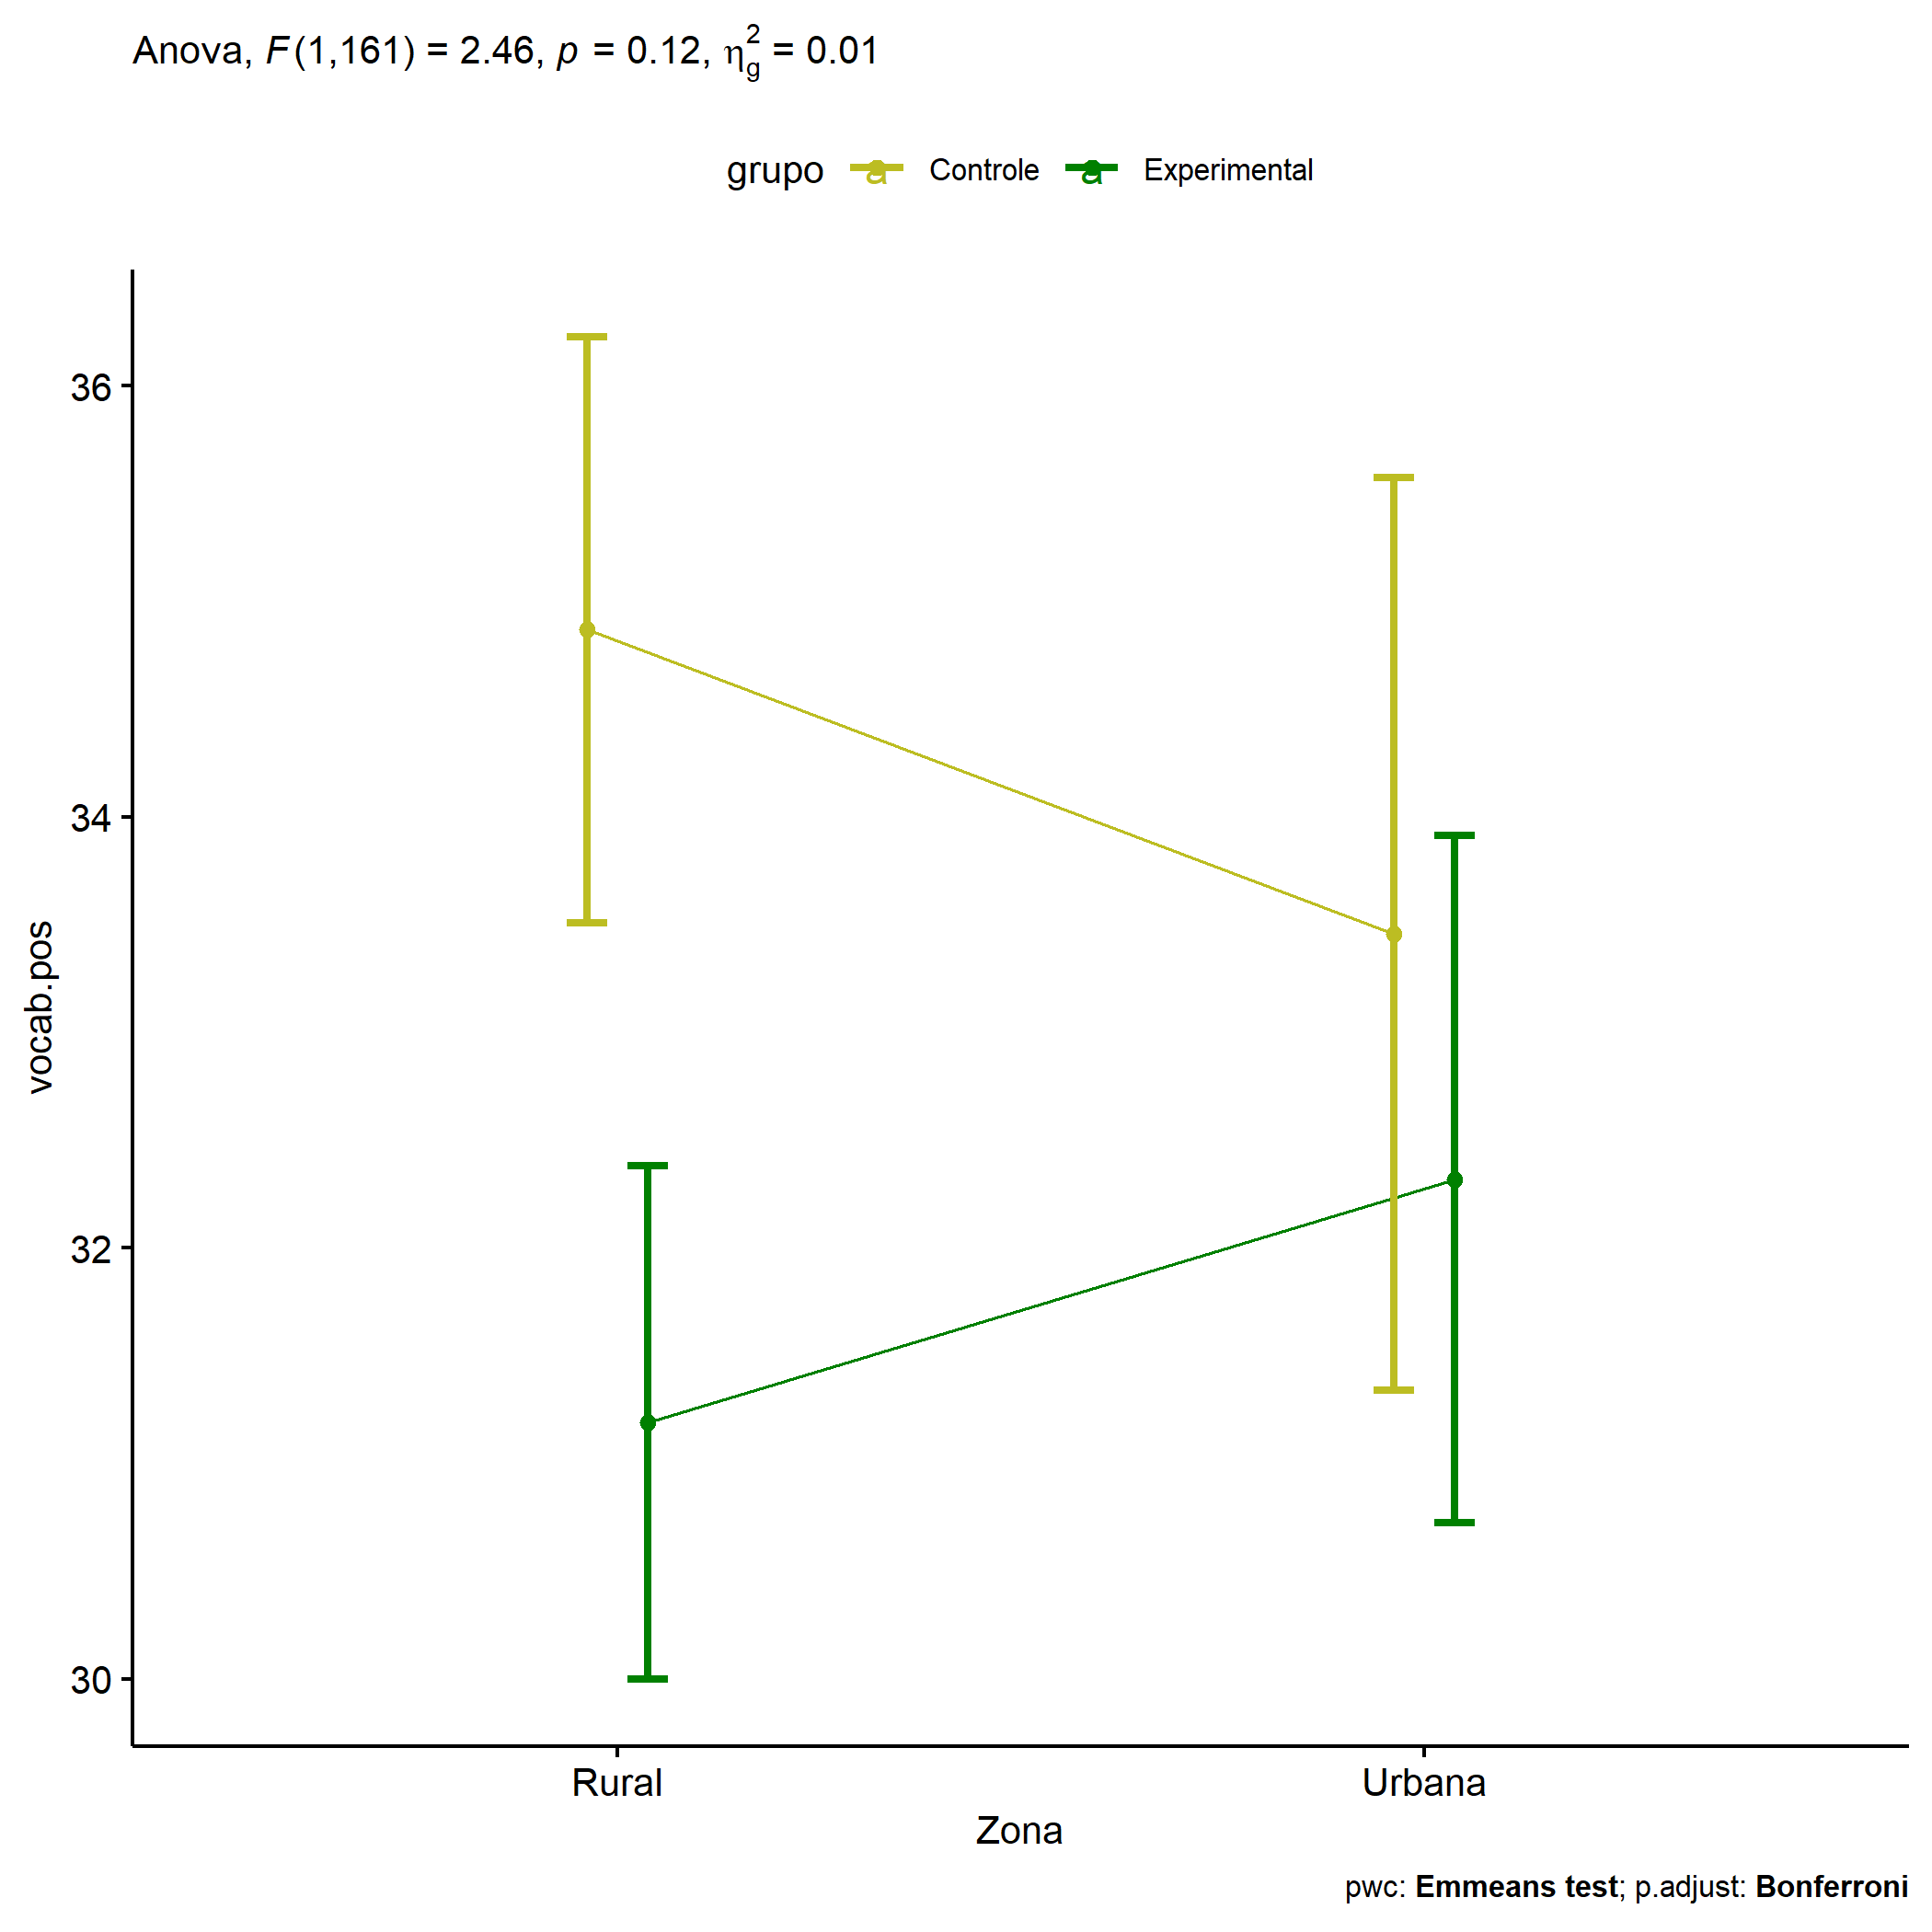 Anova, F(1,161) = 2.46, p = 0.12, η²g = 0.01
grupo a Controle a Experimental
36
34
32
30
vocab.pos
Rural Urbana
Zona
pwc: Emmeans test; p.adjust: Bonferroni